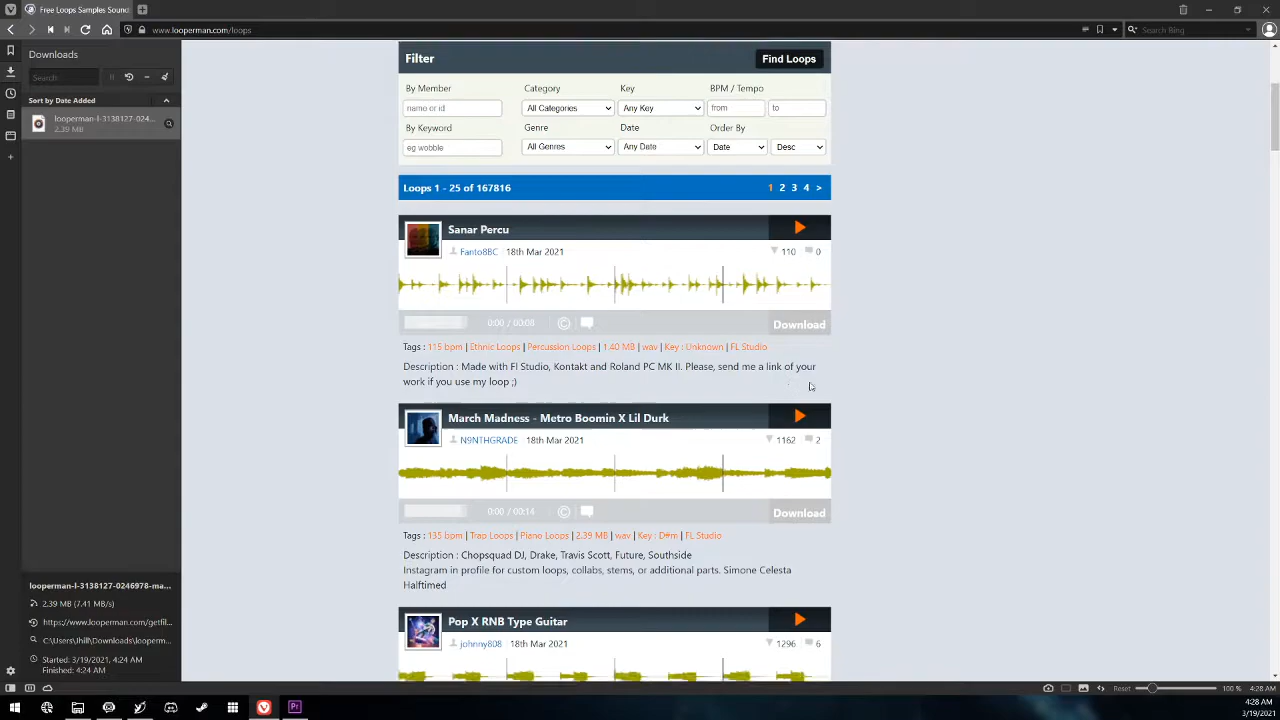 Free Loops Samples Sound
www.looperman.com/loops
Search Bing
Downloads
Search
Sort by Date Added
looperman-l-3138127-024...
2.39 MB
Filter
Find Loops
By Member
Category
Key
BPM / Tempo
name or id
All Categories
Any Key
from
to
By Keyword
Genre
Date
Order By
eg wobble
All Genres
Any Date
Date
Desc
Loops 1 - 25 of 167816
1 2 3 4 >
Sanar Percu
Fanto8BC 18th Mar 2021
110 0
0:00 / 00:08
Download
Tags : 115 bpm | Ethnic Loops | Percussion Loops | 1.40 MB | wav | Key : Unknown | FL Studio
Description : Made with Fl Studio, Kontakt and Roland PC MK II. Please, send me a link of your
work if you use my loop ;)
March Madness - Metro Boomin X Lil Durk
N9NTHGRADE 18th Mar 2021
1162 2
0:00 / 00:14
Download
Tags : 135 bpm | Trap Loops | Piano Loops | 2.39 MB | wav | Key : D#m | FL Studio
Description : Chopsquad DJ, Drake, Travis Scott, Future, Southside
Instagram in profile for custom loops, collabs, stems, or additional parts. Simone Celesta
Halftimed
Pop X RNB Type Guitar
johnny808 18th Mar 2021
1296 6
looperman-l-3138127-0246978-ma...
2.39 MB (7.41 MB/s)
https://www.looperman.com/getfil...
C:\Users\Jhill\Downloads\looperm...
Started: 3/19/2021, 4:24 AM
Finished: 4:24 AM
Reset
100 %
4:28 AM
Pr
4:28 AM
3/19/2021